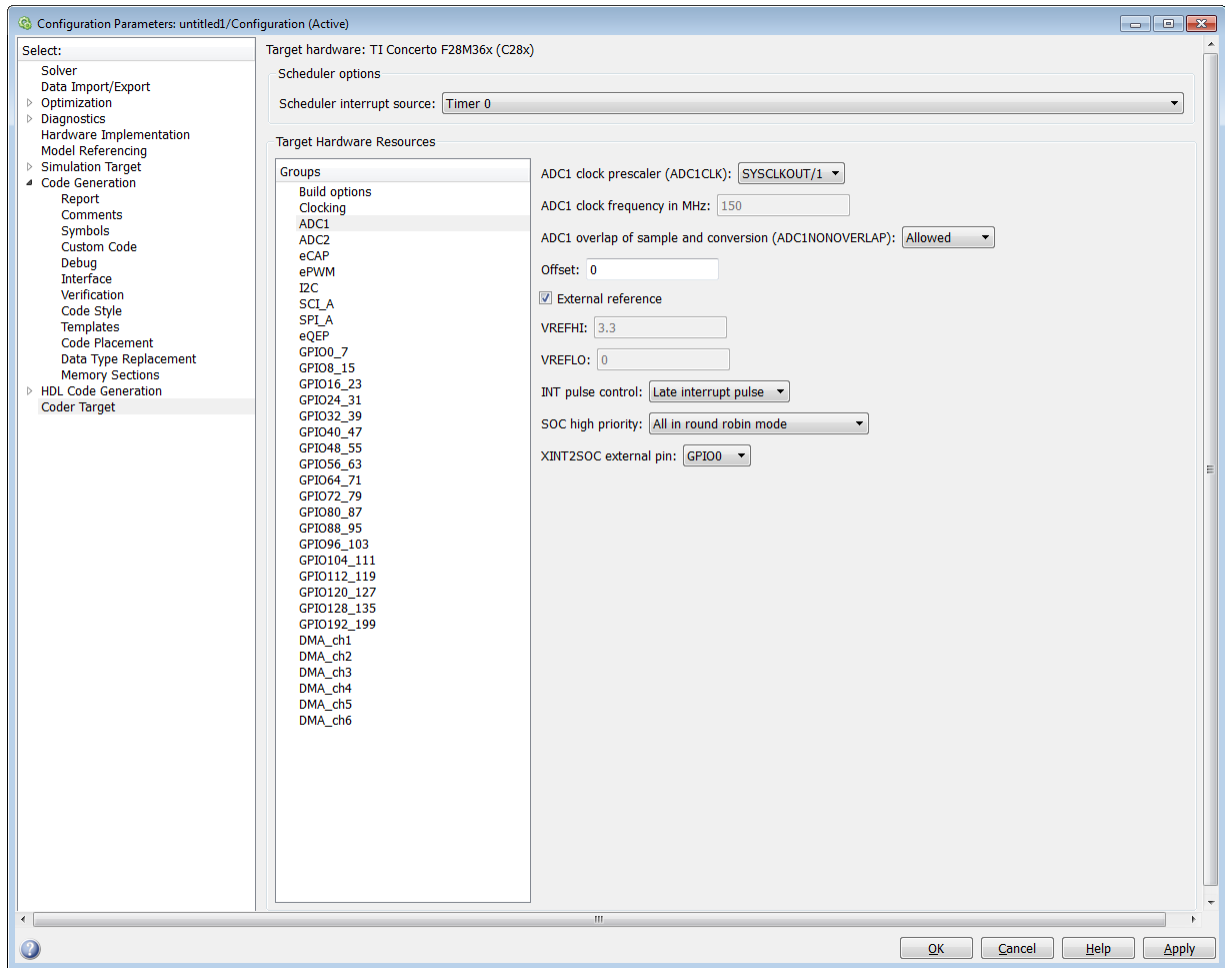 Configuration Parameters: untitled1/Configuration (Active)
Select:
Solver
Data Import/Export
Optimization
Diagnostics
Hardware Implementation
Model Referencing
Simulation Target
Code Generation
Report
Comments
Symbols
Custom Code
Debug
Interface
Verification
Code Style
Templates
Code Placement
Data Type Replacement
Memory Sections
HDL Code Generation
Coder Target
Target hardware: TI Concerto F28M36x (C28x)
Scheduler options
Scheduler interrupt source: Timer 0
Target Hardware Resources
Groups
Build options
Clocking
ADC1
ADC2
eCAP
ePWM
I2C
SCI_A
SPI_A
eQEP
GPIO0_7
GPIO8_15
GPIO16_23
GPIO24_31
GPIO32_39
GPIO40_47
GPIO48_55
GPIO56_63
GPIO64_71
GPIO72_79
GPIO80_87
GPIO88_95
GPIO96_103
GPIO104_111
GPIO112_119
GPIO120_127
GPIO128_135
GPIO192_199
DMA_ch1
DMA_ch2
DMA_ch3
DMA_ch4
DMA_ch5
DMA_ch6
ADC1 clock prescaler (ADC1CLK): SYSCLKOUT/1
ADC1 clock frequency in MHz: 150
ADC1 overlap of sample and conversion (ADC1NONOVERLAP): Allowed
Offset: 0
External reference
VREFHI: 3.3
VREFLO: 0
INT pulse control: Late interrupt pulse
SOC high priority: All in round robin mode
XINT2SOC external pin: GPIO0
?
OK
Cancel
Help
Apply